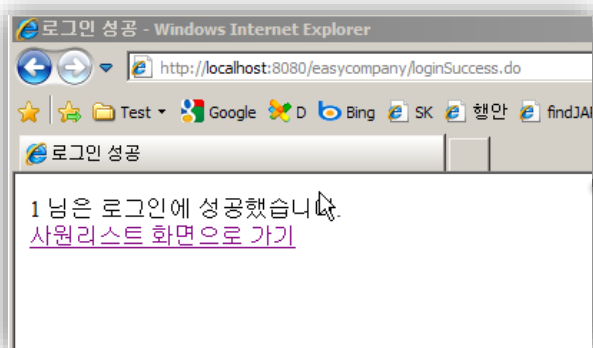 로그인 성공 - Windows Internet Explorer
http://localhost:8080/easycompany/loginSuccess.do
Test Google D Bing SK 행안 findJA
로그인 성공
1 님은 로그인에 성공했습니다.
사원리스트 화면으로 가기